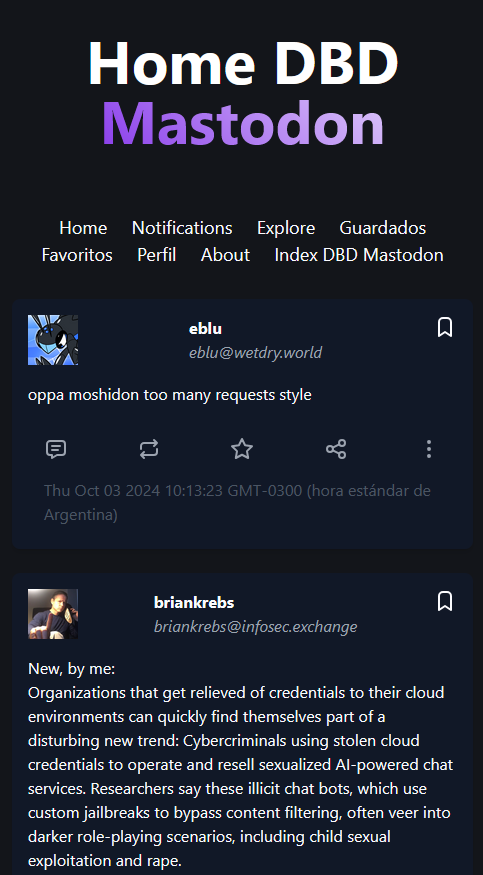 Home DBD
Mastodon
Home Notifications Explore Guardados
Favoritos Perfil About Index DBD Mastodon
eblu
eblu@wetdry.world
oppa moshidon too many requests style
Thu Oct 03 2024 10:13:23 GMT-0300 (hora estándar de
Argentina)
briankrebs
briankrebs@infosec.exchange
New, by me:
Organizations that get relieved of credentials to their cloud
environments can quickly find themselves part of a
disturbing new trend: Cybercriminals using stolen cloud
credentials to operate and resell sexualized AI-powered chat
services. Researchers say these illicit chat bots, which use
custom jailbreaks to bypass content filtering, often veer into
darker role-playing scenarios, including child sexual
exploitation and rape.